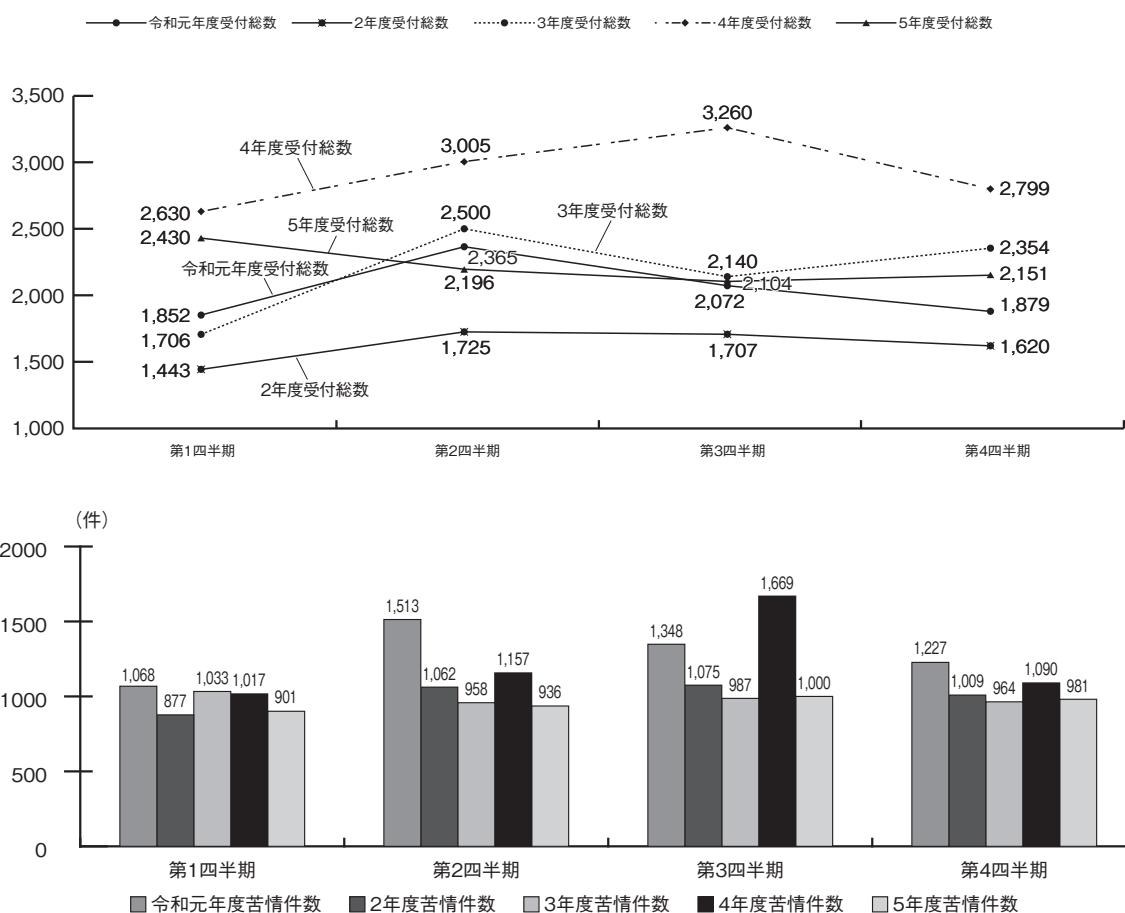 令和元年度受付総数 2年度受付総数 3年度受付総数 4年度受付総数 5年度受付総数
3,500
3,000
2,500
2,000
1,500
1,000
4年度受付総数
5年度受付総数
令和元年度受付総数
3年度受付総数
2年度受付総数
2,630 3,005 3,260 2,799
2,430 2,196 2,104 2,151
1,852 2,365 2,072 1,879
1,706 2,500 2,140 2,354
1,443 1,725 1,707 1,620
第1四半期 第2四半期 第3四半期 第4四半期
(件)
2000
1500
1000
500
0
1,068 877 1,033 1,017 901
1,513 1,062 958 1,157 936
1,348 1,075 987 1,669 1,000
1,227 1,009 964 1,090 981
第1四半期 第2四半期 第3四半期 第4四半期
令和元年度苦情件数 2年度苦情件数 3年度苦情件数 4年度苦情件数 5年度苦情件数